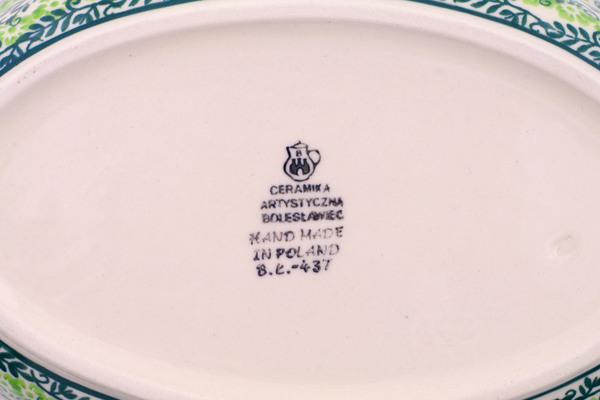 B
CERAMIKA
ARTYSTYCZNA
BOLESŁAWIEC
HAND MADE
IN POLAND
B.Ł.-437